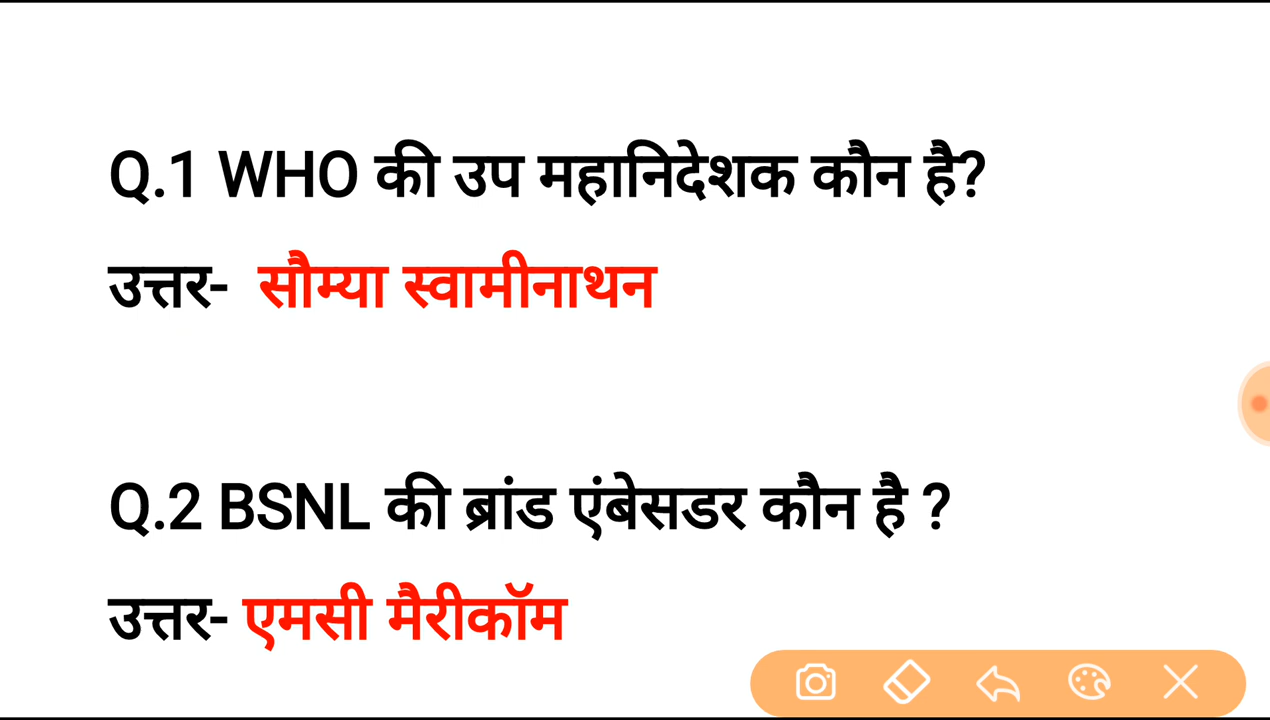 Q.1 WHO की उप महानिदेशक कौन है?
उत्तर- सौम्या स्वामीनाथन
Q.2 BSNL की ब्रांड एंबेसडर कौन है ?
उत्तर- एमसी मैरीकॉम